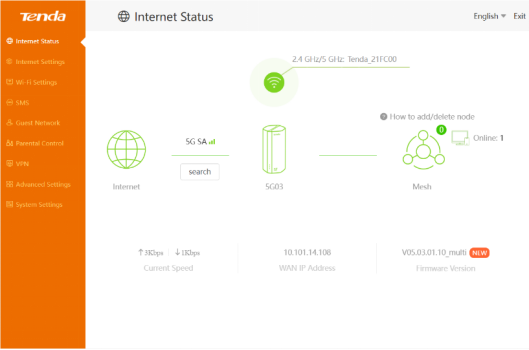 Tenda
Internet Status
English
Exit
Internet Status
Internet Settings
Wi-Fi Settings
SMS
Guest Network
Parental Control
VPN
Advanced Settings
System Settings
2.4 GHz/5 GHz: Tenda_21FC00
How to add/delete node
5G SA
search
0
Online: 1
Internet
5G03
Mesh
↑ 3Kbps ↓ 1Kbps
10.101.14.108
V05.03.01.10_multi NEW
Current Speed
WAN IP Address
Firmware Version